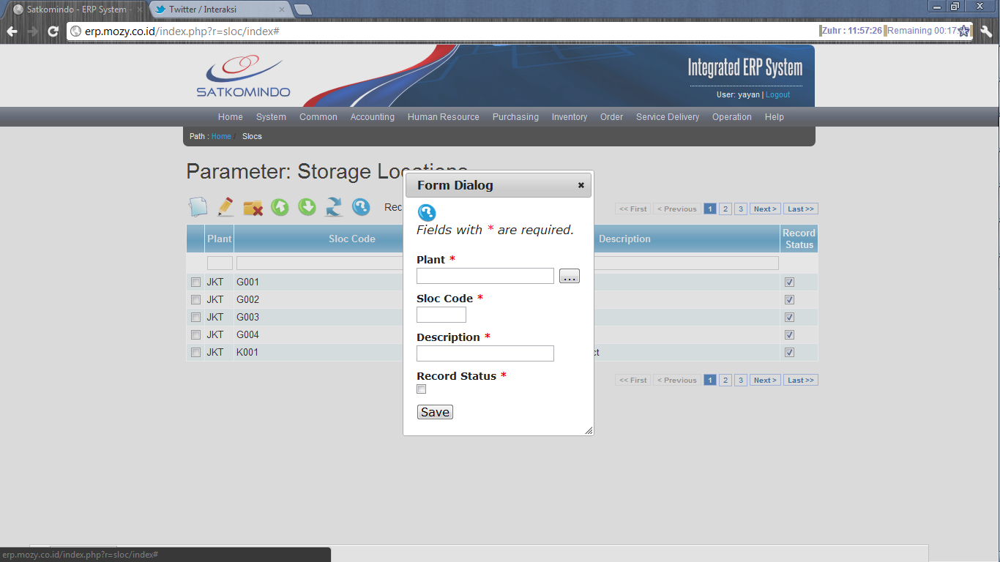 Satkomindo - ERP System -
Twitter / Interaksi
erp.mozy.co.id/index.php?r=sloc/index#
Zuhr : 11:57:26
Remaining 00:17:
SATKOMINDO
Integrated ERP System
User: yayan | Logout
Home System Common Accounting Human Resource Purchasing Inventory Order Service Delivery Operation Help
Path : Home / Slocs
Parameter: Storage Locations
Rec
<< First < Previous 1 2 3 Next > Last >>
Plant Sloc Code Description Record Status
JKT G001
JKT G002
JKT G003
JKT G004
JKT K001 ct
<< First < Previous 1 2 3 Next > Last >>
Form Dialog
Fields with * are required.
Plant *
...
Sloc Code *
Description *
Record Status *
Save
erp.mozy.co.id/index.php?r=sloc/index#